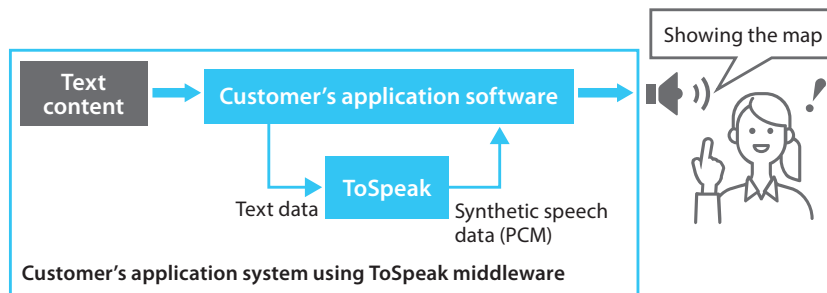 Showing the map
Text
content
Customer’s application software
ToSpeak
Text data
Synthetic speech
data (PCM)
Customer’s application system using ToSpeak middleware